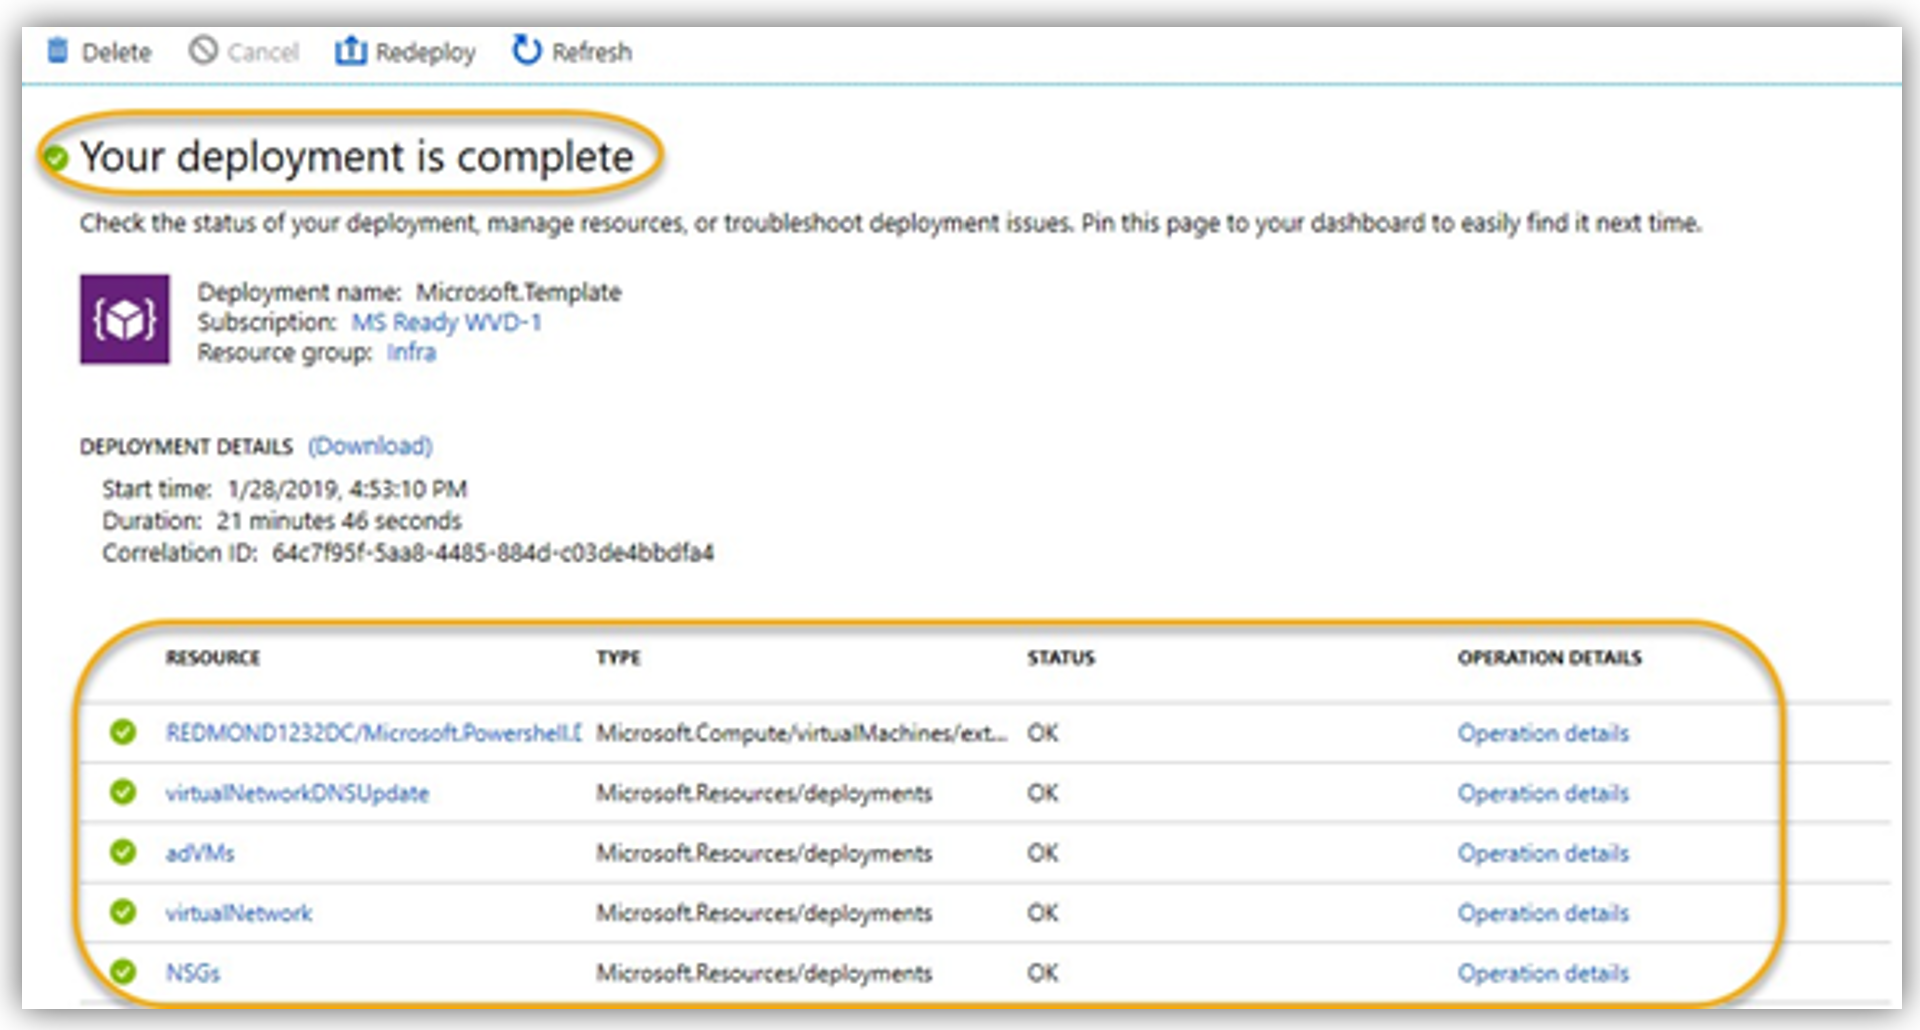 Delete Cancel Redeploy Refresh
Your deployment is complete
Check the status of your deployment, manage resources, or troubleshoot deployment issues. Pin this page to your dashboard to easily find it next time.
Deployment name: Microsoft.Template
Subscription: MS Ready WVD-1
Resource group: Infra
DEPLOYMENT DETAILS (Download)
Start time: 1/28/2019, 4:53:10 PM
Duration: 21 minutes 46 seconds
Correlation ID: 64c7f95f-5aa8-4485-884d-c03de4bbdfa4
RESOURCE TYPE STATUS OPERATION DETAILS
REDMOND1232DC/Microsoft.Powershell.D Microsoft.Compute/virtualMachines/ext... OK Operation details
virtualNetworkDNSUpdate Microsoft.Resources/deployments OK Operation details
adVMs Microsoft.Resources/deployments OK Operation details
virtualNetwork Microsoft.Resources/deployments OK Operation details
NSGs Microsoft.Resources/deployments OK Operation details